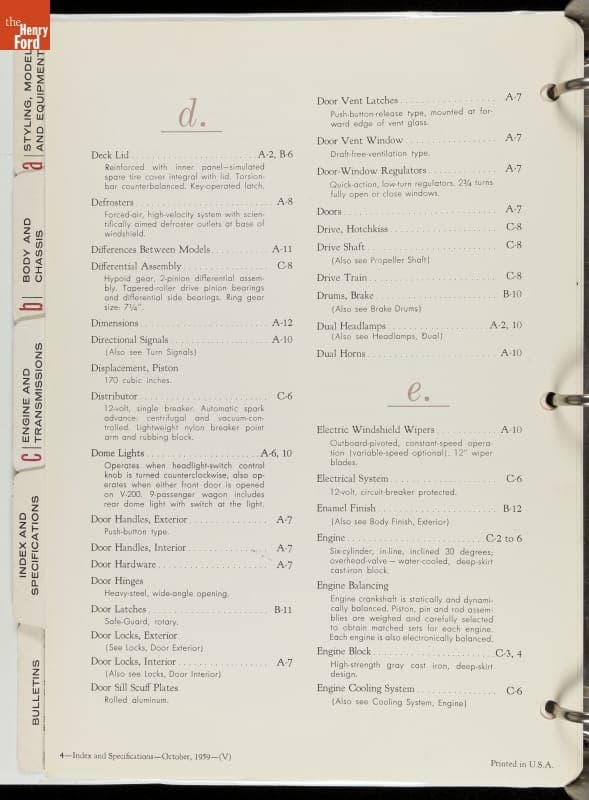 the
Henry
Ford
a | STYLING, MODELS
AND EQUIPMENT
b | BODY AND
CHASSIS
c | ENGINE AND
TRANSMISSIONS
INDEX AND
SPECIFICATIONS
BULLETINS
d.
Deck Lid . . . . . . . . . . . . . . . . . . . . . . A-2, B-6
Reinforced with inner panel—simulated
spare tire cover integral with lid. Torsion-
bar counterbalanced. Key-operated latch.
Defrosters . . . . . . . . . . . . . . . . . . . . . . A-8
Forced-air, high-velocity system with scien-
tifically aimed defroster outlets at base of
windshield.
Differences Between Models . . . . . . . . . . A-11
Differential Assembly . . . . . . . . . . . . . . . C-8
Hypoid gear, 2-pinion differential assem-
bly. Tapered-roller drive pinion bearings
and differential side bearings. Ring gear
size: 7¼".
Dimensions . . . . . . . . . . . . . . . . . . . . . A-12
Directional Signals . . . . . . . . . . . . . . . . A-10
(Also see Turn Signals)
Displacement, Piston
170 cubic inches.
Distributor . . . . . . . . . . . . . . . . . . . . . . C-6
12-volt, single breaker. Automatic spark
advance: centrifugal and vacuum-con-
trolled. Lightweight nylon breaker point
arm and rubbing block.
Dome Lights . . . . . . . . . . . . . . . . . . . A-6, 10
Operates when headlight-switch control
knob is turned counterclockwise, also op-
erates when either front door is opened
on V-200. 9-passenger wagon includes
rear dome light with switch at the light.
Door Handles, Exterior . . . . . . . . . . . . . A-7
Push-button type.
Door Handles, Interior . . . . . . . . . . . . . . A-7
Door Hardware . . . . . . . . . . . . . . . . . . . A-7
Door Hinges
Heavy-steel, wide-angle opening.
Door Latches . . . . . . . . . . . . . . . . . . . . B-11
Safe-Guard, rotary.
Door Locks, Exterior
(See Locks, Door Exterior)
Door Locks, Interior . . . . . . . . . . . . . . . A-7
(Also see Locks, Door Interior)
Door Sill Scuff Plates
Rolled aluminum.
Door Vent Latches . . . . . . . . . . . . . . . . A-7
Push-button-release type, mounted at for-
ward edge of vent glass.
Door Vent Window . . . . . . . . . . . . . . . . A-7
Draft-free-ventilation type.
Door-Window Regulators . . . . . . . . . . . . A-7
Quick-action, low-turn regulators. 2¾ turns
fully open or close windows.
Doors . . . . . . . . . . . . . . . . . . . . . . . . . A-7
Drive, Hotchkiss . . . . . . . . . . . . . . . . . . C-8
Drive Shaft . . . . . . . . . . . . . . . . . . . . . C-8
(Also see Propeller Shaft)
Drive Train . . . . . . . . . . . . . . . . . . . . . C-8
Drums, Brake . . . . . . . . . . . . . . . . . . . B-10
(Also see Brake Drums)
Dual Headlamps . . . . . . . . . . . . . . . . A-2, 10
(Also see Headlamps, Dual)
Dual Horns . . . . . . . . . . . . . . . . . . . . . A-10
e.
Electric Windshield Wipers . . . . . . . . . . A-10
Outboard-pivoted, constant-speed opera-
tion (variable-speed optional). 12" wiper
blades.
Electrical System . . . . . . . . . . . . . . . . . C-6
12-volt, circuit-breaker protected.
Enamel Finish . . . . . . . . . . . . . . . . . . . B-12
(Also see Body Finish, Exterior)
Engine . . . . . . . . . . . . . . . . . . . . . . C-2 to 6
Six-cylinder, in-line, inclined 30 degrees;
overhead-valve — water-cooled, deep-skirt
cast-iron block.
Engine Balancing
Engine crankshaft is statically and dynami-
cally balanced. Piston, pin and rod assem-
blies are weighed and carefully selected
to obtain matched sets for each engine.
Each engine is also electronically balanced.
Engine Block . . . . . . . . . . . . . . . . . . . C-3, 4
High-strength gray cast iron, deep-skirt
design.
Engine Cooling System . . . . . . . . . . . . . C-6
(Also see Cooling System, Engine)
4—Index and Specifications—October, 1959—(V)
Printed in U.S.A.